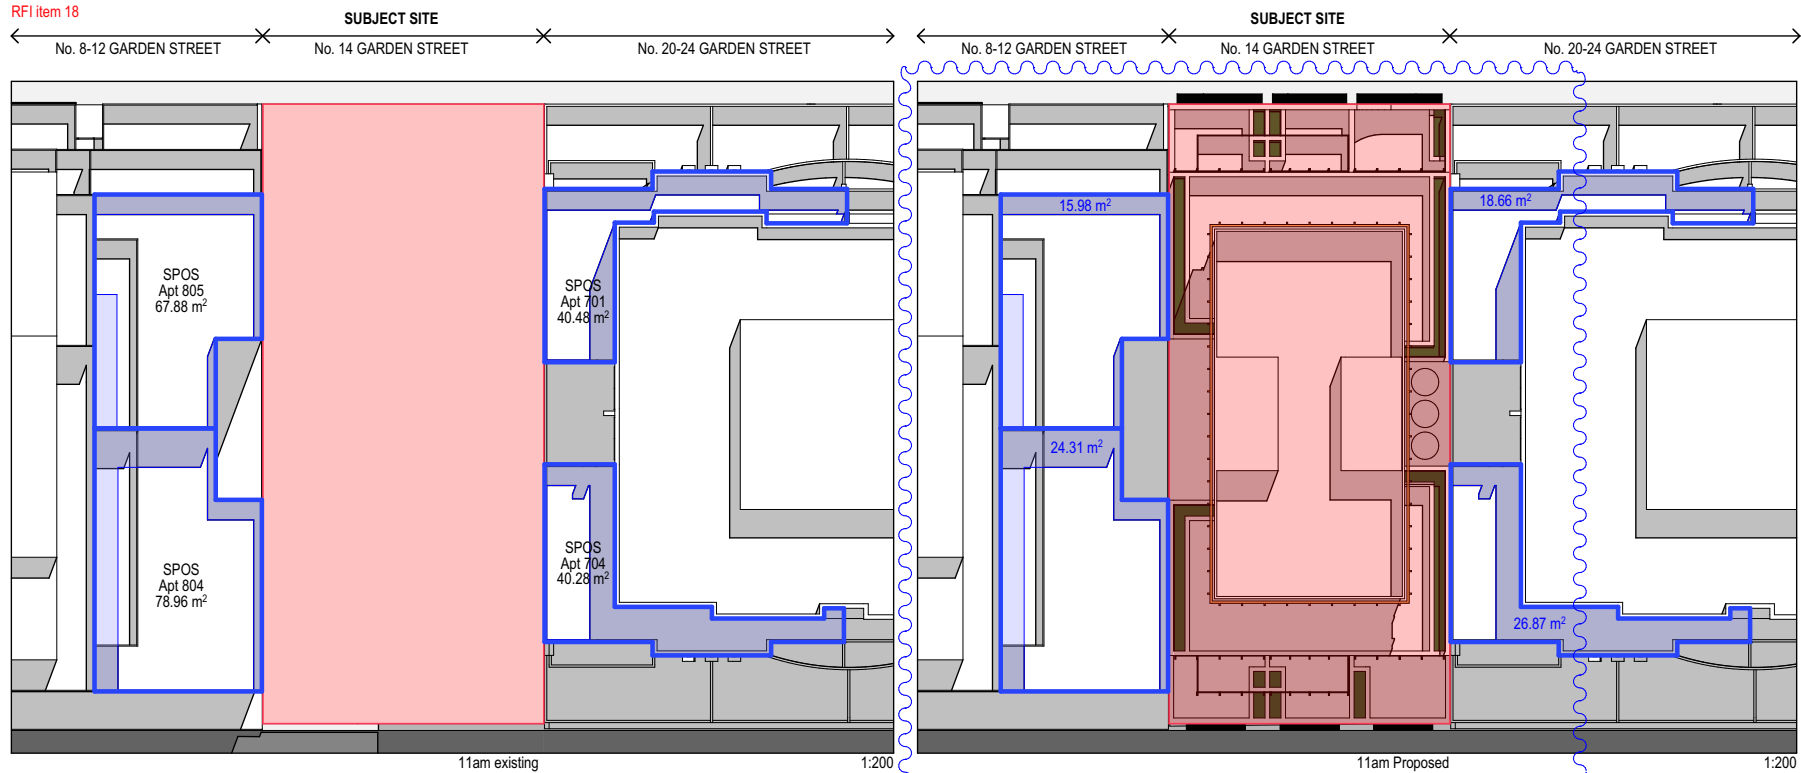 RFI item 18
SUBJECT SITE
No. 8-12 GARDEN STREET
No. 14 GARDEN STREET
No. 20-24 GARDEN STREET
SPOS
Apt 805
67.88 m²
SPOS
Apt 701
40.48 m²
SPOS
Apt 804
78.96 m²
SPOS
Apt 704
40.28 m²
11am existing
1:200
SUBJECT SITE
No. 8-12 GARDEN STREET
No. 14 GARDEN STREET
No. 20-24 GARDEN STREET
15.98 m²
18.66 m²
24.31 m²
26.87 m²
11am Proposed
1:200